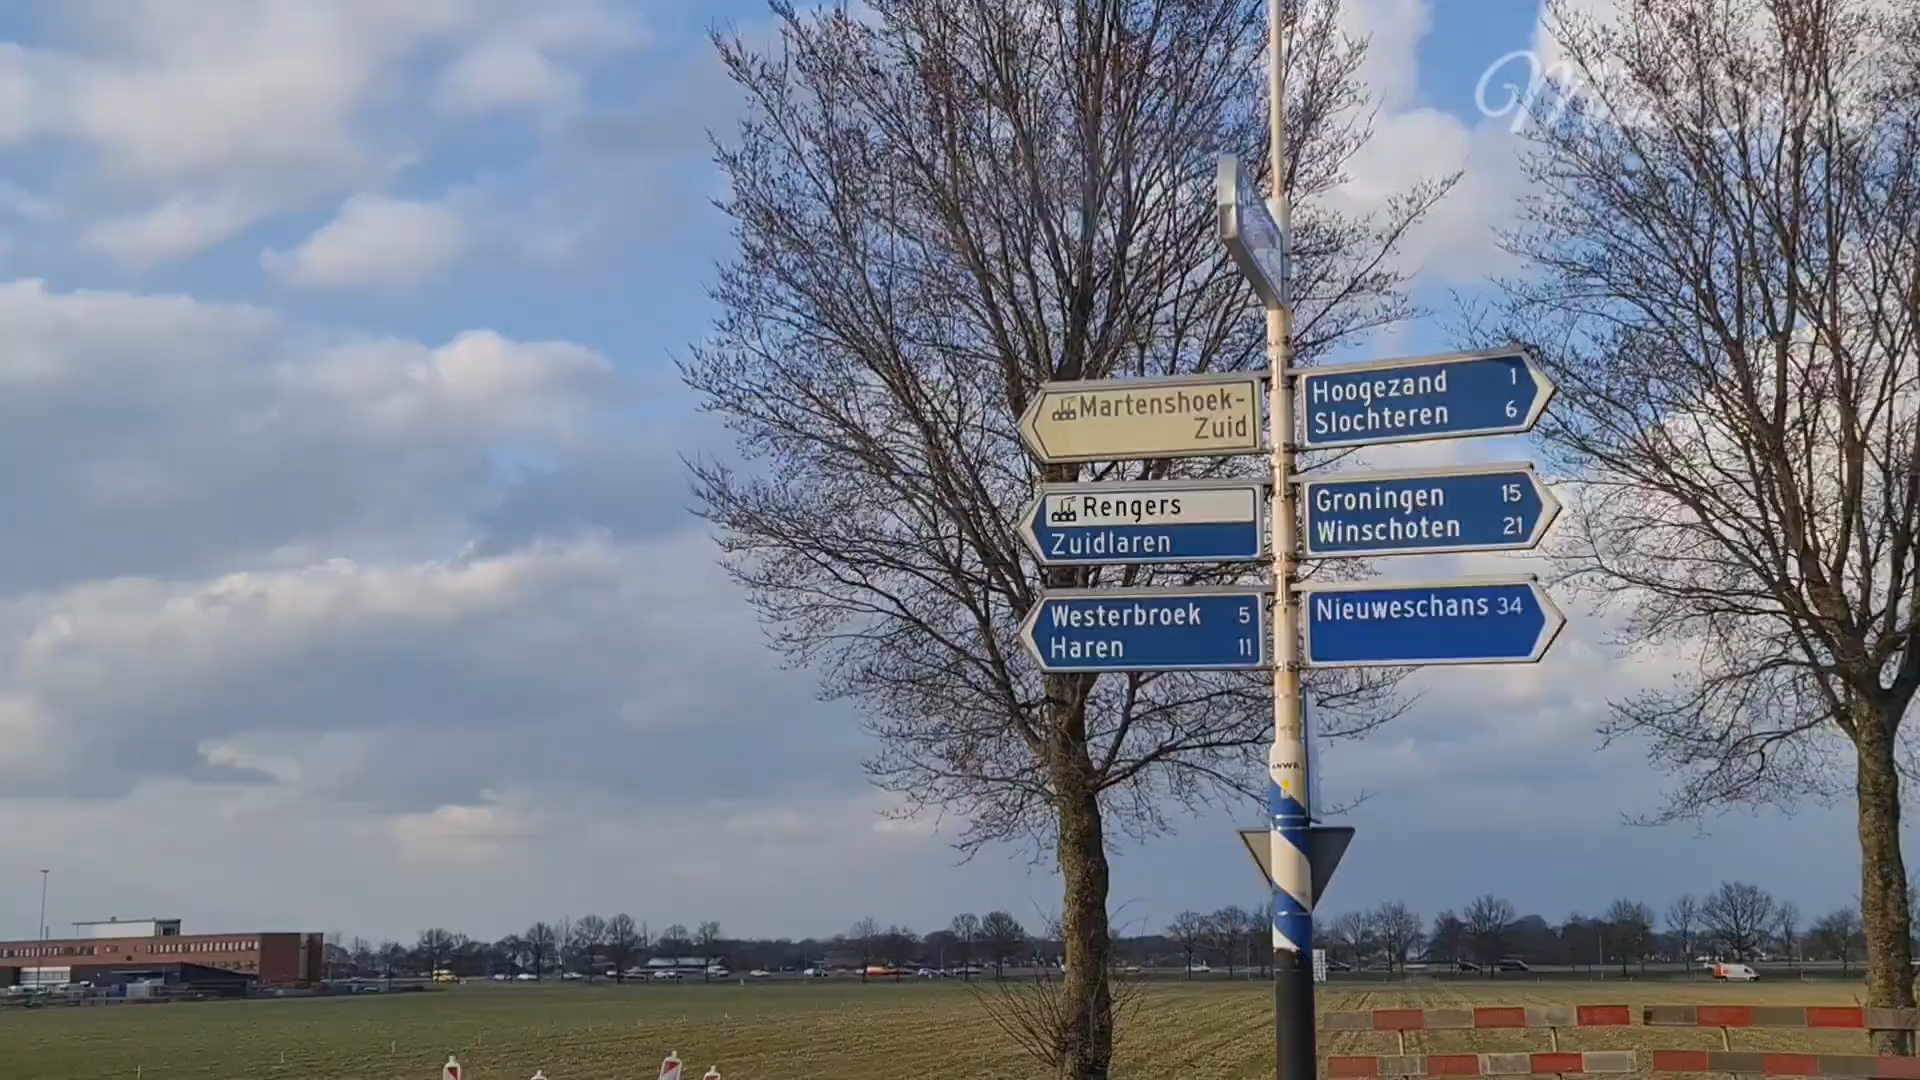 Martenshoek-
Zuid
Rengers
Zuidlaren
Westerbroek 5
Haren 11
Hoogezand 1
Slochteren 6
Groningen 15
Winschoten 21
Nieuweschans 34
ANWB